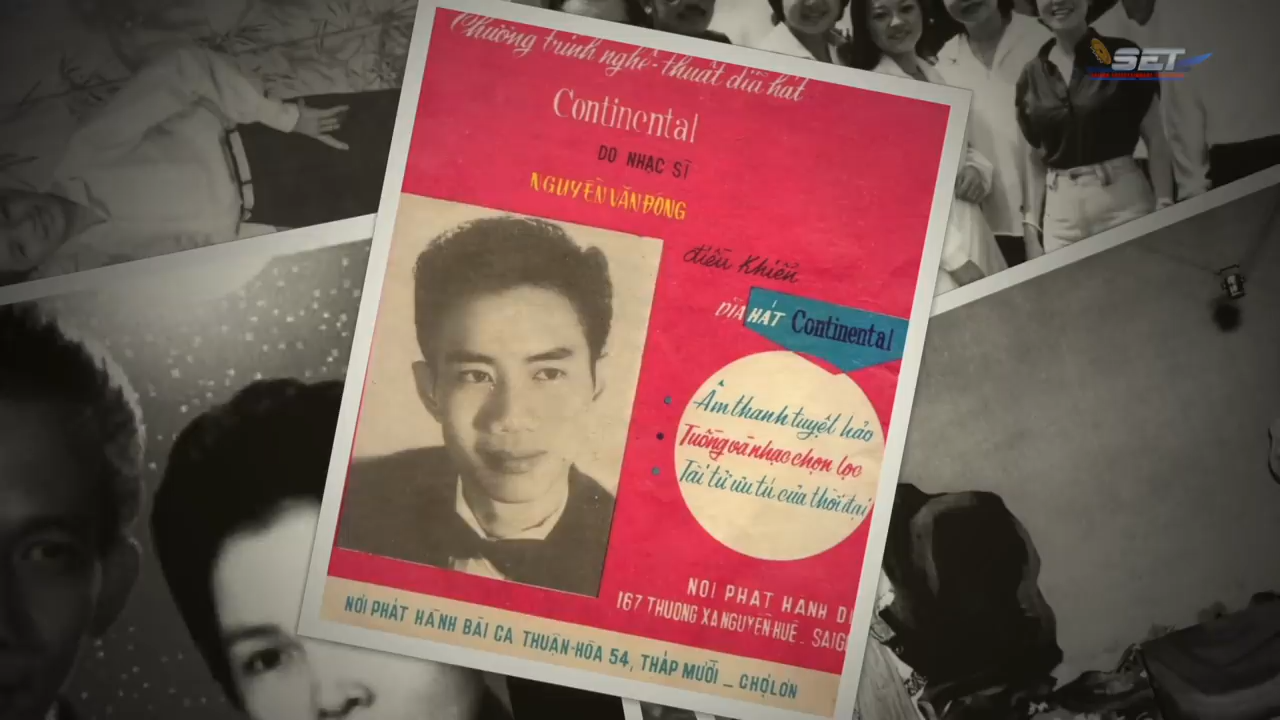 Chương trình nghệ-thuật dĩa hát
Continental
DO NHẠC SĨ
NGUYỄN VĂN ĐÔNG
điều khiển
DĨA HÁT Continental
Âm thanh tuyệt hảo
Tuồng và nhạc chọn lọc
Tài tử ưu tú của thời đại
NƠI PHÁT HÀNH
167 THƯƠNG XÁ NGUYỄN-HUỆ _ SAIG
NƠI PHÁT HÀNH BÀI CA THUẬN-HÒA 54, THÁP MƯỜI _ CHỢLỚN
SET